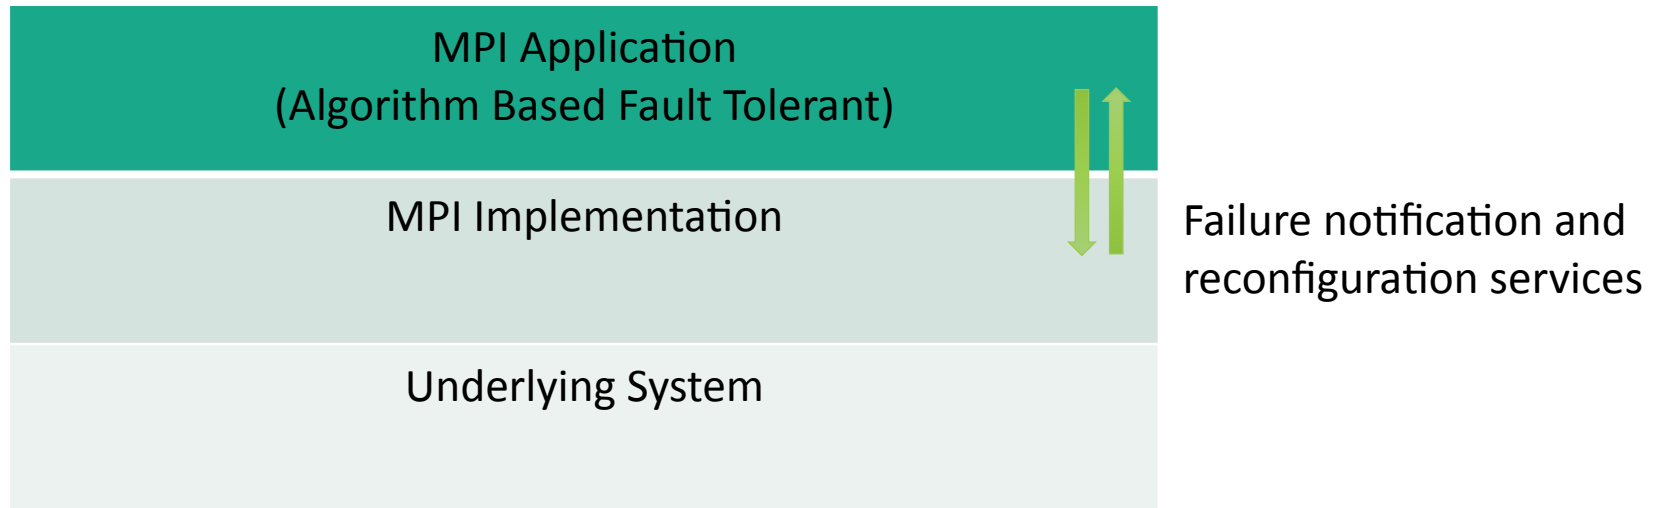 MPI Application
(Algorithm Based Fault Tolerant)
MPI Implementation
Failure notification and
reconfiguration services
Underlying System